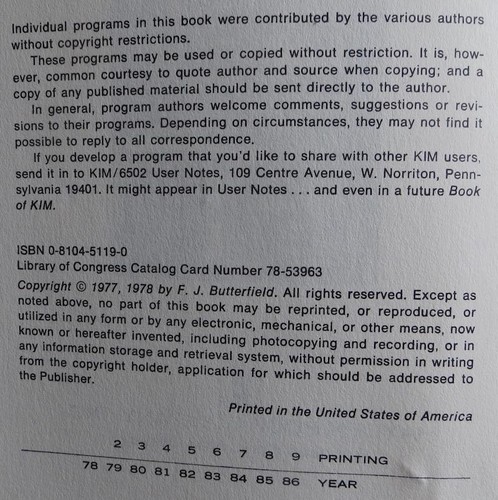 Individual programs in this book were contributed by the various authors
without copyright restrictions.
These programs may be used or copied without restriction. It is, how-
ever, common courtesy to quote author and source when copying; and a
copy of any published material should be sent directly to the author.
In general, program authors welcome comments, suggestions or revi-
sions to their programs. Depending on circumstances, they may not find it
possible to reply to all correspondence.
If you develop a program that you'd like to share with other KIM users,
send it in to KIM/6502 User Notes, 109 Centre Avenue, W. Norriton, Penn-
sylvania 19401. It might appear in User Notes . . . and even in a future Book
of KIM.
ISBN 0-8104-5119-0
Library of Congress Catalog Card Number 78-53963
Copyright © 1977, 1978 by F. J. Butterfield. All rights reserved. Except as
noted above, no part of this book may be reprinted, or reproduced, or
utilized in any form or by any electronic, mechanical, or other means, now
known or hereafter invented, including photocopying and recording, or in
any information storage and retrieval system, without permission in writing
from the copyright holder, application for which should be addressed to
the Publisher.
Printed in the United States of America
2 3 4 5 6 7 8 9 PRINTING
78 79 80 81 82 83 84 85 86 YEAR